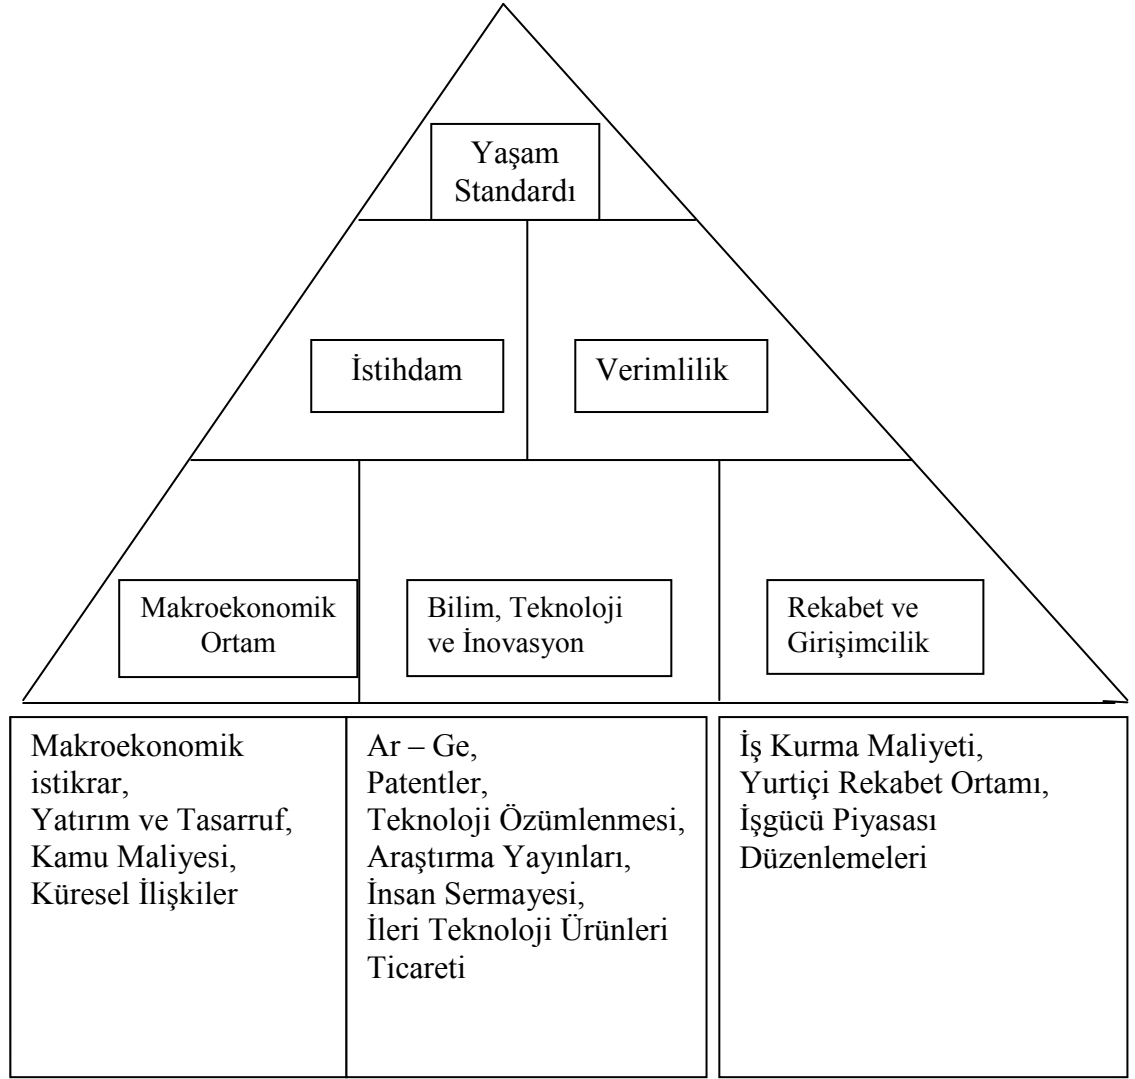 Yaşam
Standardı
İstihdam
Verimlilik
Makroekonomik
Ortam
Bilim, Teknoloji
ve İnovasyon
Rekabet ve
Girişimcilik
Makroekonomik
istikrar,
Yatırım ve Tasarruf,
Kamu Maliyesi,
Küresel İlişkiler
Ar – Ge,
Patentler,
Teknoloji Özümlenmesi,
Araştırma Yayınları,
İnsan Sermayesi,
İleri Teknoloji Ürünleri
Ticareti
İş Kurma Maliyeti,
Yurtiçi Rekabet Ortamı,
İşgücü Piyasası
Düzenlemeleri